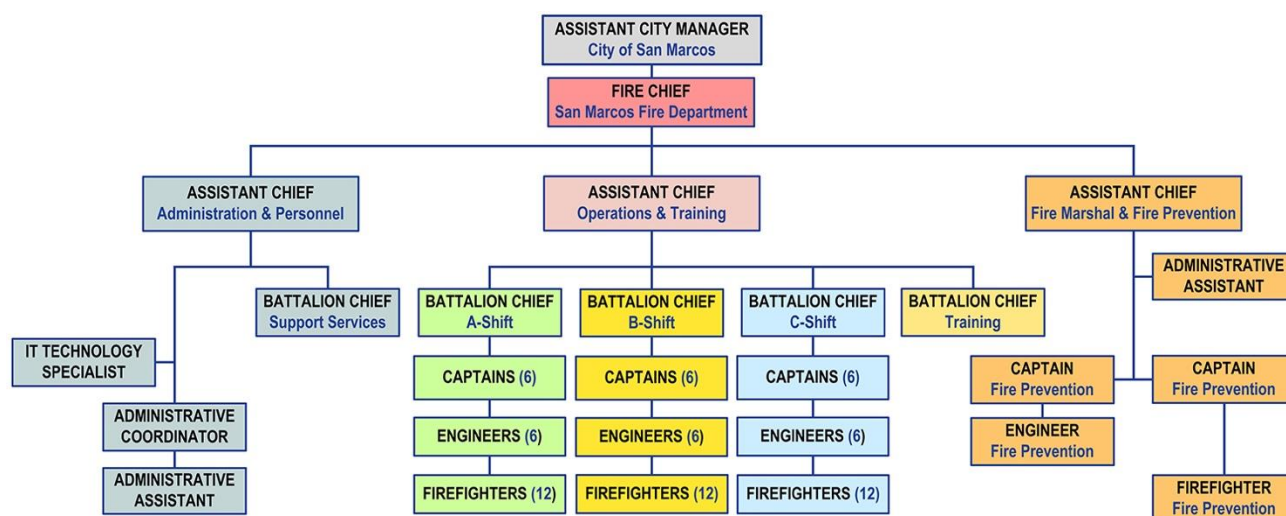 ASSISTANT CITY MANAGER
City of San Marcos
FIRE CHIEF
San Marcos Fire Department
ASSISTANT CHIEF
Administration & Personnel
ASSISTANT CHIEF
Operations & Training
ASSISTANT CHIEF
Fire Marshal & Fire Prevention
ADMINISTRATIVE
ASSISTANT
BATTALION CHIEF
Support Services
BATTALION CHIEF
A-Shift
BATTALION CHIEF
B-Shift
BATTALION CHIEF
C-Shift
BATTALION CHIEF
Training
IT TECHNOLOGY
SPECIALIST
CAPTAINS (6)
CAPTAINS (6)
CAPTAINS (6)
CAPTAIN
Fire Prevention
CAPTAIN
Fire Prevention
ADMINISTRATIVE
COORDINATOR
ENGINEERS (6)
ENGINEERS (6)
ENGINEERS (6)
ENGINEER
Fire Prevention
ADMINISTRATIVE
ASSISTANT
FIREFIGHTERS (12)
FIREFIGHTERS (12)
FIREFIGHTERS (12)
FIREFIGHTER
Fire Prevention